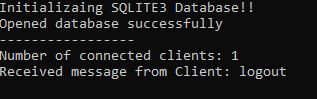 Initializaing SQLITE3 Database!!
Opened database successfully
-----------------
Number of connected clients: 1
Received message from Client: logout